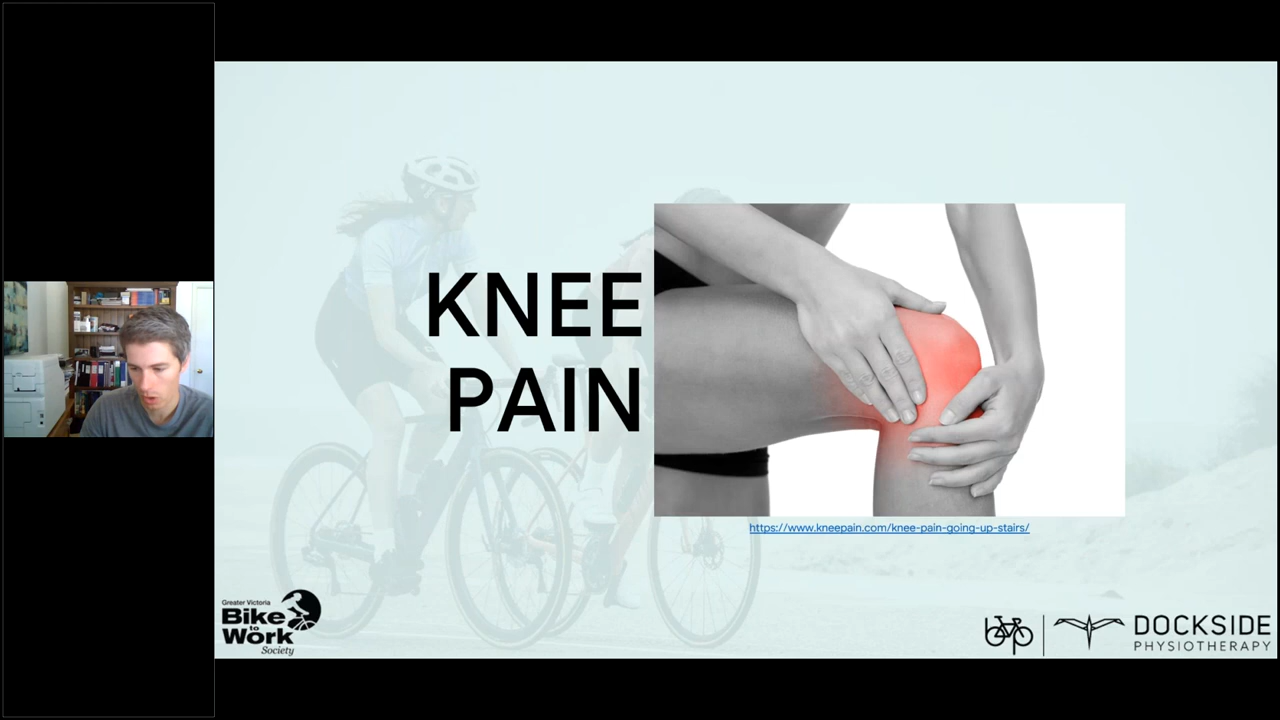 KNEE
PAIN
https://www.kneepain.com/knee-pain-going-up-stairs/
Greater Victoria
Bike
to
Work
Society
DOCKSIDE
PHYSIOTHERAPY